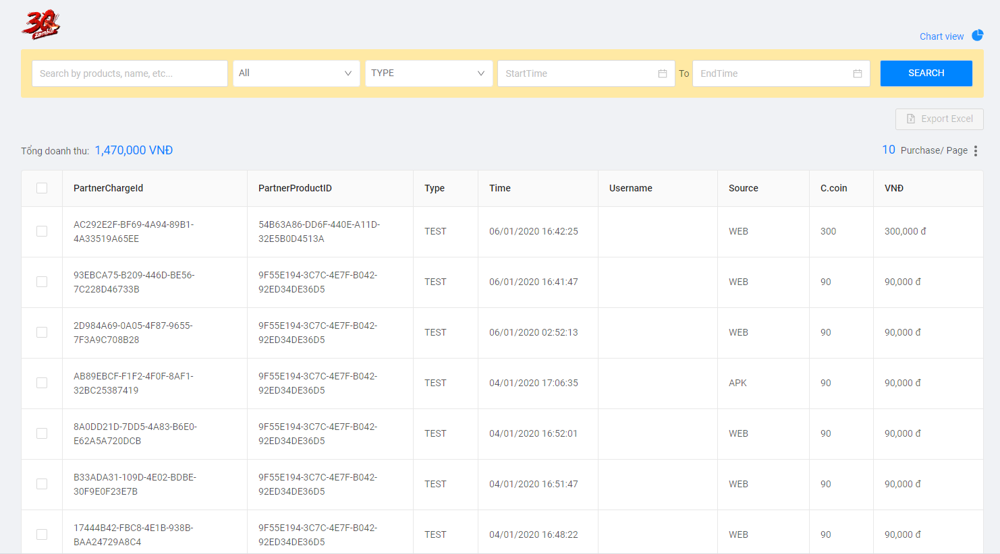 3Q
Zombie
Chart view
Search by products, name, etc... All TYPE StartTime To EndTime SEARCH
Export Excel
Tổng doanh thu: 1,470,000 VNĐ 10 Purchase/ Page
PartnerChargeId PartnerProductID Type Time Username Source C.coin VNĐ
AC292E2F-BF69-4A94-89B1- 54B63A86-DD6F-440E-A11D-
4A33519A65EE 32E5B0D4513A TEST 06/01/2020 16:42:25 WEB 300 300,000 đ
93EBCA75-B209-446D-BE56- 9F55E194-3C7C-4E7F-B042-
7C228D46733B 92ED34DE36D5 TEST 06/01/2020 16:41:47 WEB 90 90,000 đ
2D984A69-0A05-4F87-9655- 9F55E194-3C7C-4E7F-B042-
7F3A9C708B28 92ED34DE36D5 TEST 06/01/2020 02:52:13 WEB 90 90,000 đ
AB89EBCF-F1F2-4F0F-8AF1- 9F55E194-3C7C-4E7F-B042-
32BC25387419 92ED34DE36D5 TEST 04/01/2020 17:06:35 APK 90 90,000 đ
8A0DD21D-7DD5-4A83-B6E0- 9F55E194-3C7C-4E7F-B042-
E62A5A720DCB 92ED34DE36D5 TEST 04/01/2020 16:52:01 WEB 90 90,000 đ
B33ADA31-109D-4E02-BDBE- 9F55E194-3C7C-4E7F-B042-
30F9E0F23E7B 92ED34DE36D5 TEST 04/01/2020 16:51:47 WEB 90 90,000 đ
17444B42-FBC8-4E1B-938B- 9F55E194-3C7C-4E7F-B042-
BAA24729A8C4 92ED34DE36D5 TEST 04/01/2020 16:48:22 WEB 90 90,000 đ